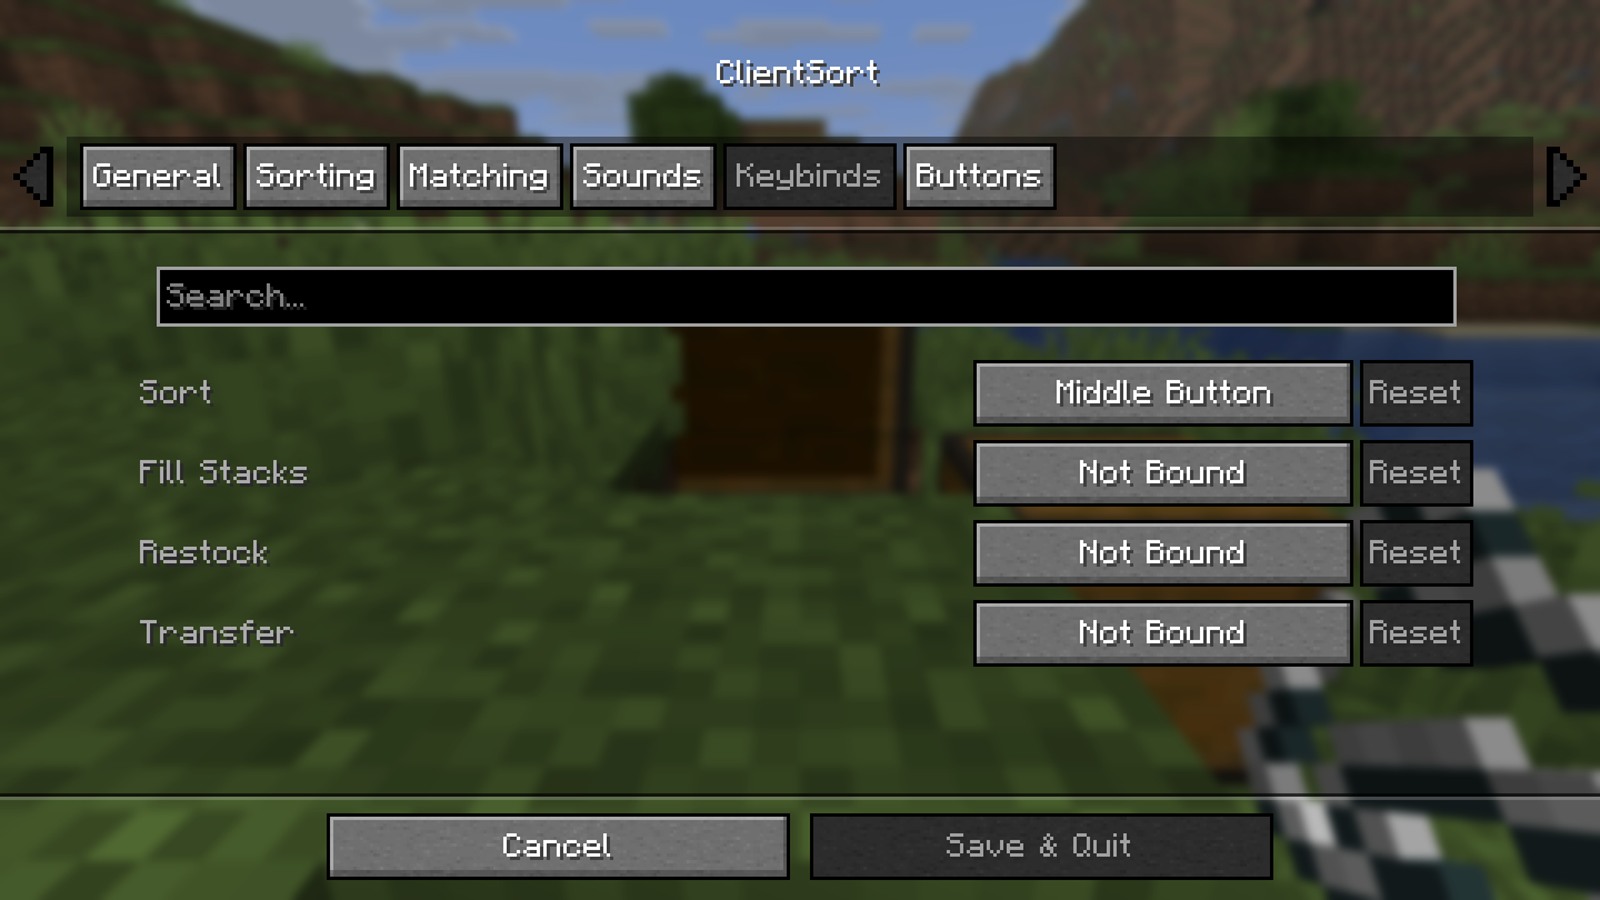 ClientSort
General Sorting Matching Sounds Keybinds Buttons
Search...
Sort Middle Button Reset
Fill Stacks Not Bound Reset
Restock Not Bound Reset
Transfer Not Bound Reset
Cancel Save & Quit